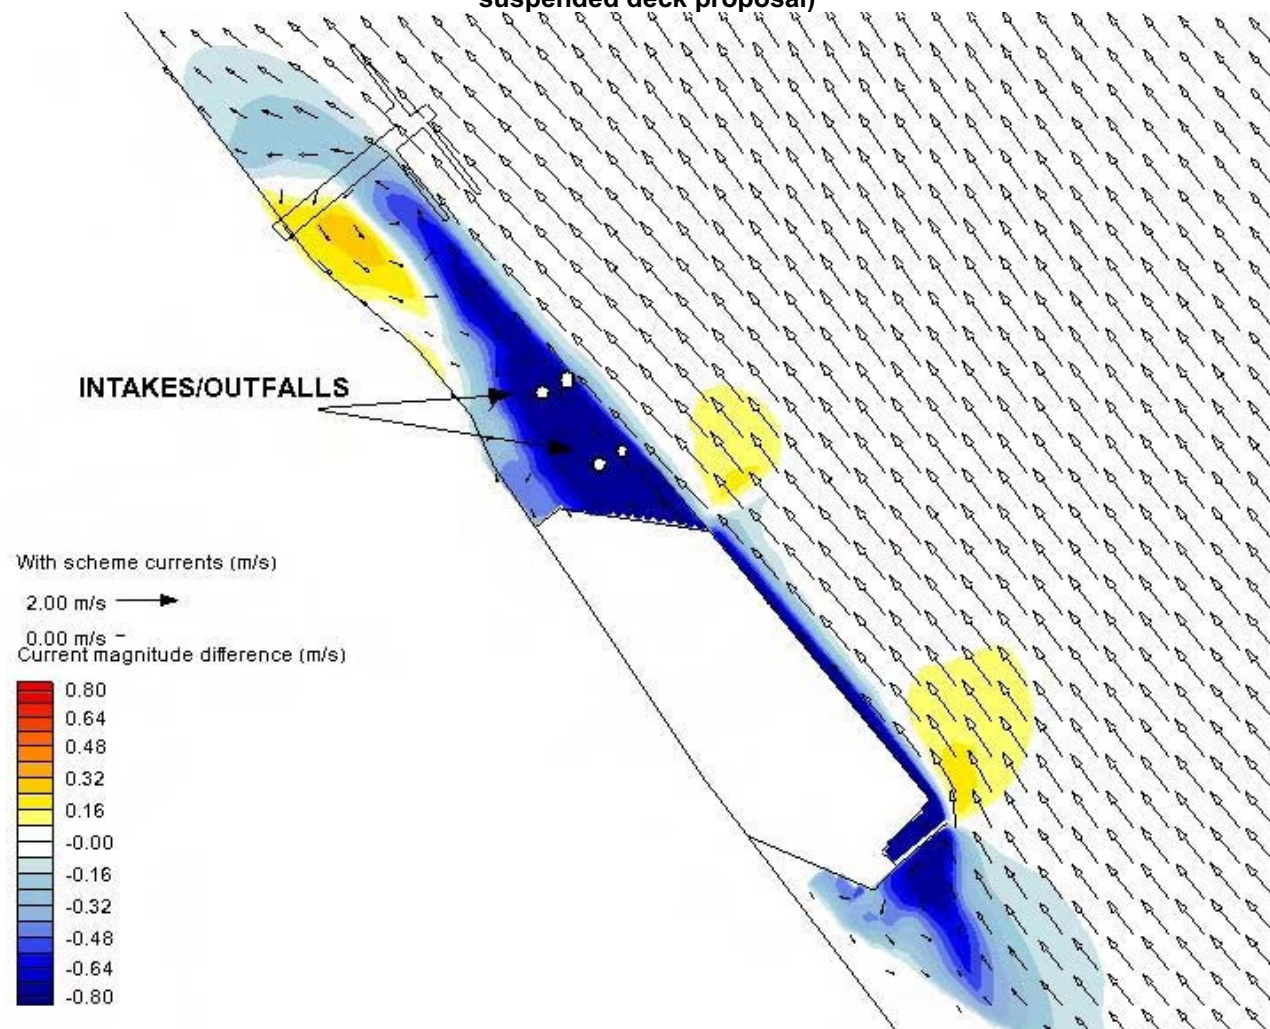 suspended deck proposal)
INTAKES/OUTFALLS
With scheme currents (m/s)
2.00 m/s
0.00 m/s
Current magnitude difference (m/s)
0.80
0.64
0.48
0.32
0.16
-0.00
-0.16
-0.32
-0.48
-0.64
-0.80